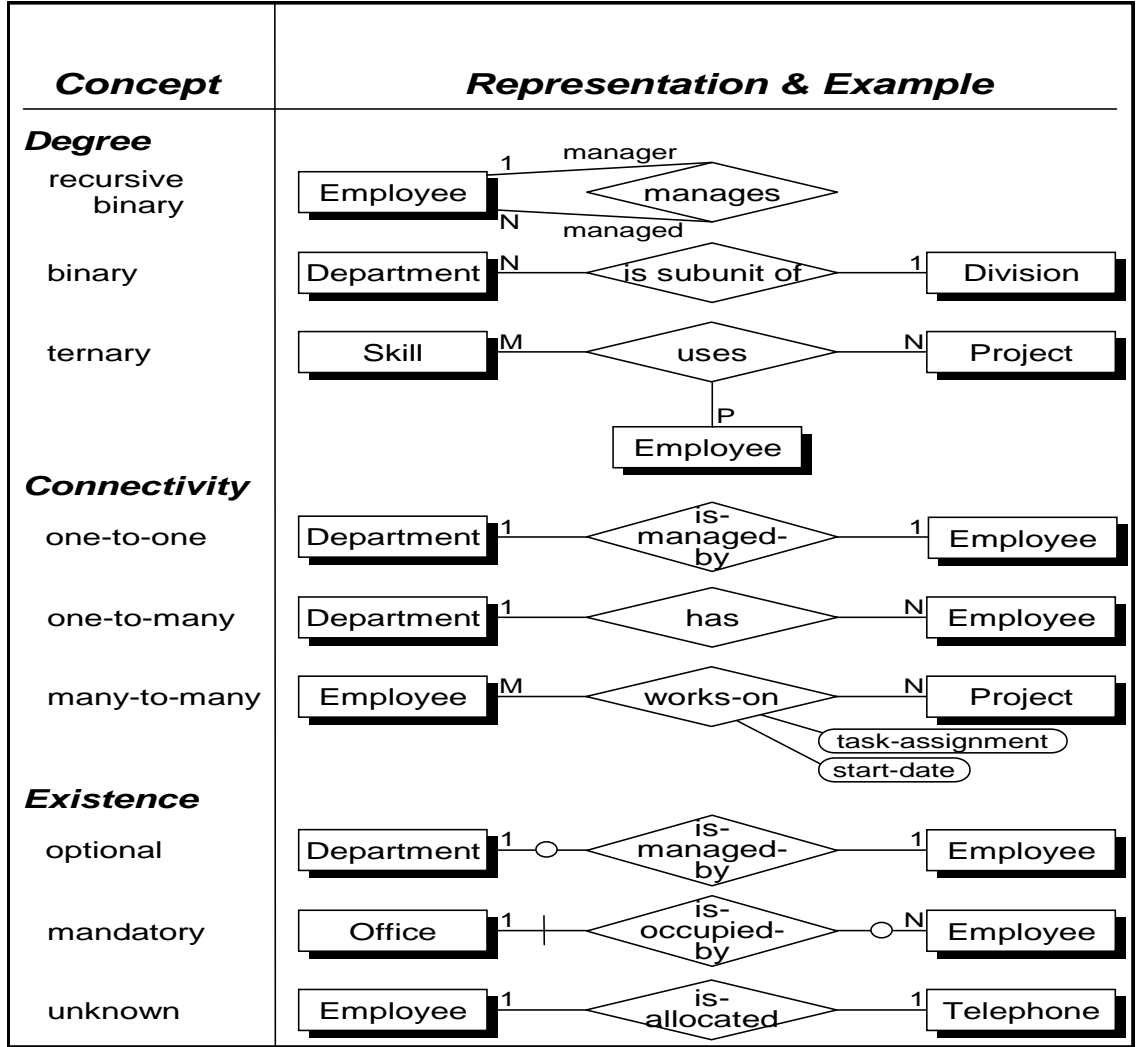 Concept Representation & Example
Degree
recursive binary
Employee 1 manager manages
N managed
binary
Department N is subunit of 1 Division
ternary
Skill M uses N Project
P
Employee
Connectivity
one-to-one
Department 1 is-managed-by 1 Employee
one-to-many
Department 1 has N Employee
many-to-many
Employee M works-on N Project
task-assignment
start-date
Existence
optional
Department 1 is-managed-by 1 Employee
mandatory
Office 1 is-occupied-by N Employee
unknown
Employee 1 is-allocated 1 Telephone